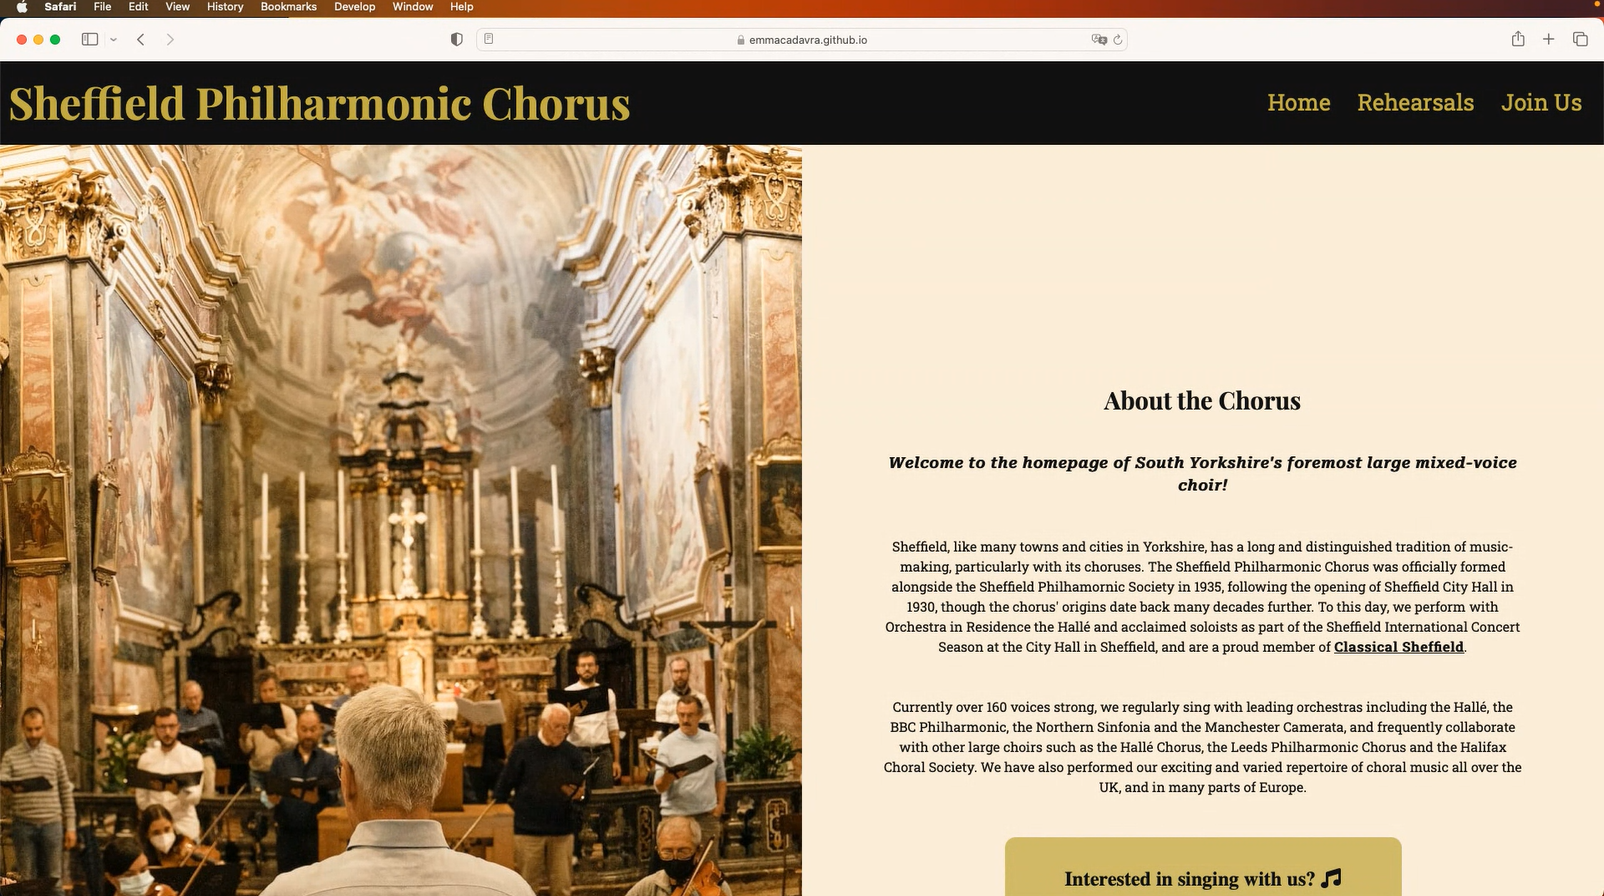 Safari File Edit View History Bookmarks Develop Window Help
emmacadavra.github.io
Sheffield Philharmonic Chorus
Home Rehearsals Join Us
About the Chorus
Welcome to the homepage of South Yorkshire's foremost large mixed-voice
choir!
Sheffield, like many towns and cities in Yorkshire, has a long and distinguished tradition of music-
making, particularly with its choruses. The Sheffield Philharmonic Chorus was officially formed
alongside the Sheffield Philhamornic Society in 1935, following the opening of Sheffield City Hall in
1930, though the chorus' origins date back many decades further. To this day, we perform with
Orchestra in Residence the Hallé and acclaimed soloists as part of the Sheffield International Concert
Season at the City Hall in Sheffield, and are a proud member of Classical Sheffield.
Currently over 160 voices strong, we regularly sing with leading orchestras including the Hallé, the
BBC Philharmonic, the Northern Sinfonia and the Manchester Camerata, and frequently collaborate
with other large choirs such as the Hallé Chorus, the Leeds Philharmonic Chorus and the Halifax
Choral Society. We have also performed our exciting and varied repertoire of choral music all over the
UK, and in many parts of Europe.
Interested in singing with us?